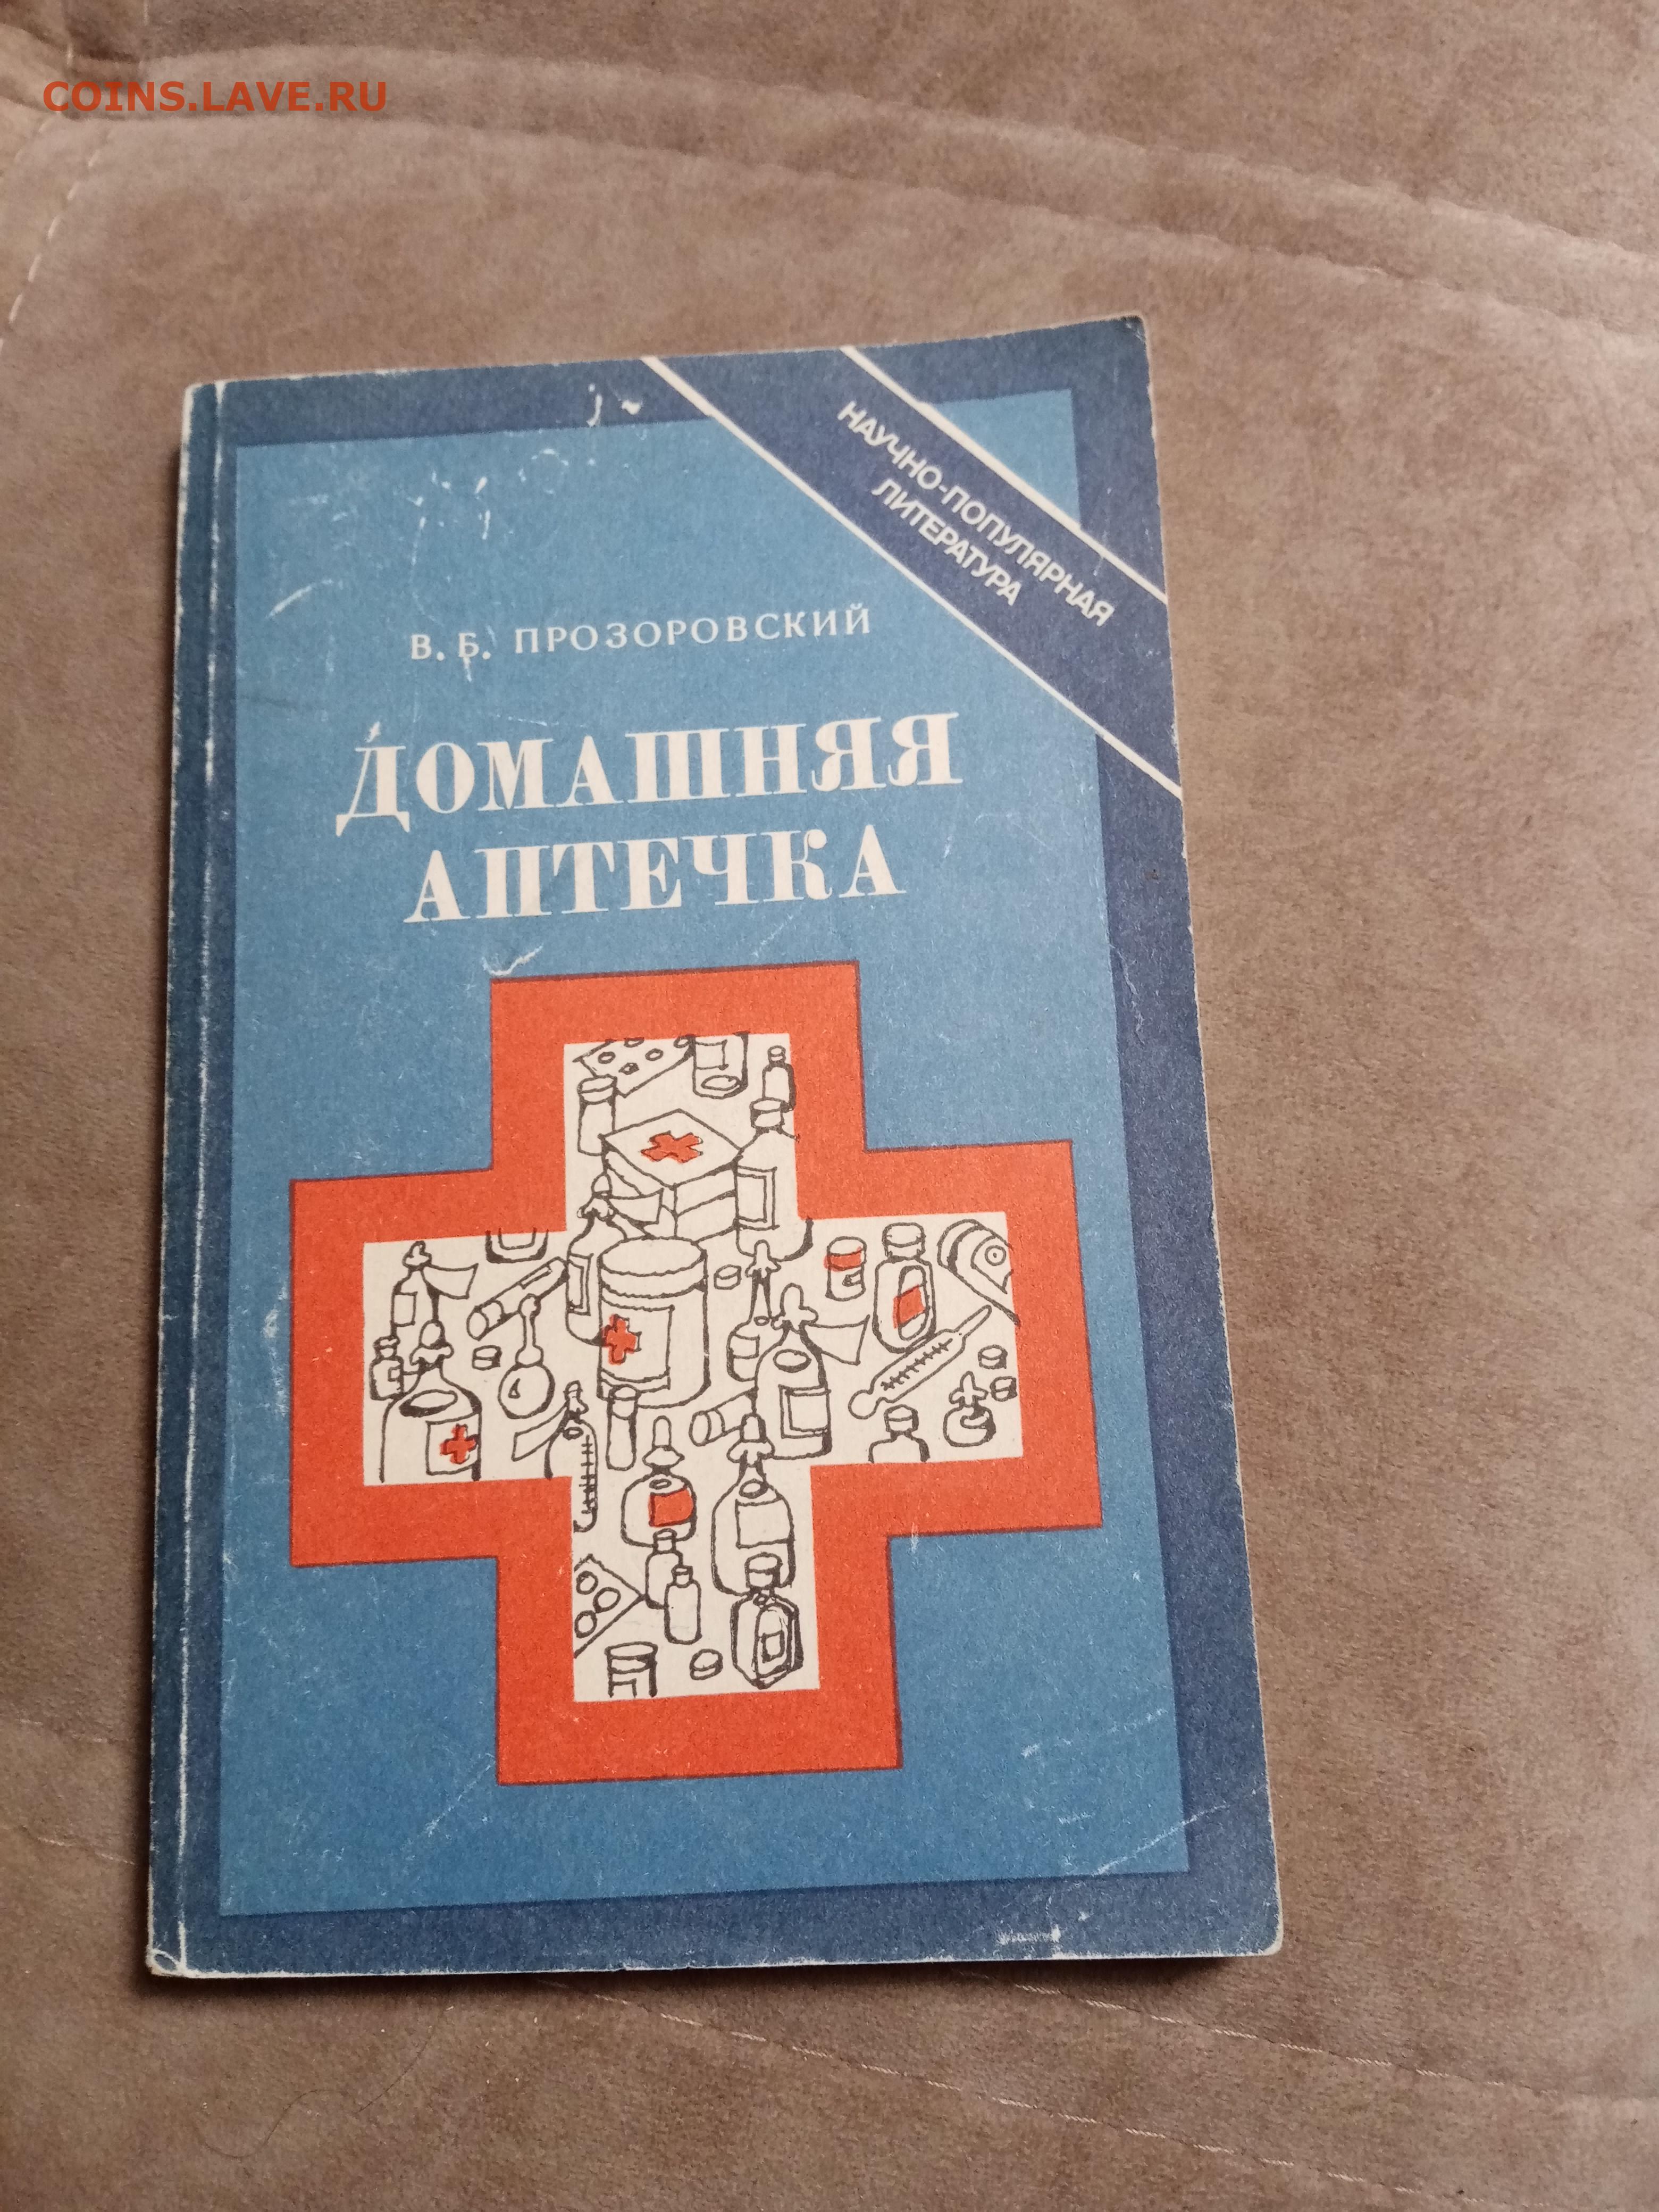 COINS.LAVE.RU
НАУЧНО-ПОПУЛЯРНАЯ
ЛИТЕРАТУРА
В. Б. ПРОЗОРОВСКИЙ
ДОМАШНЯЯ
АПТЕЧКА